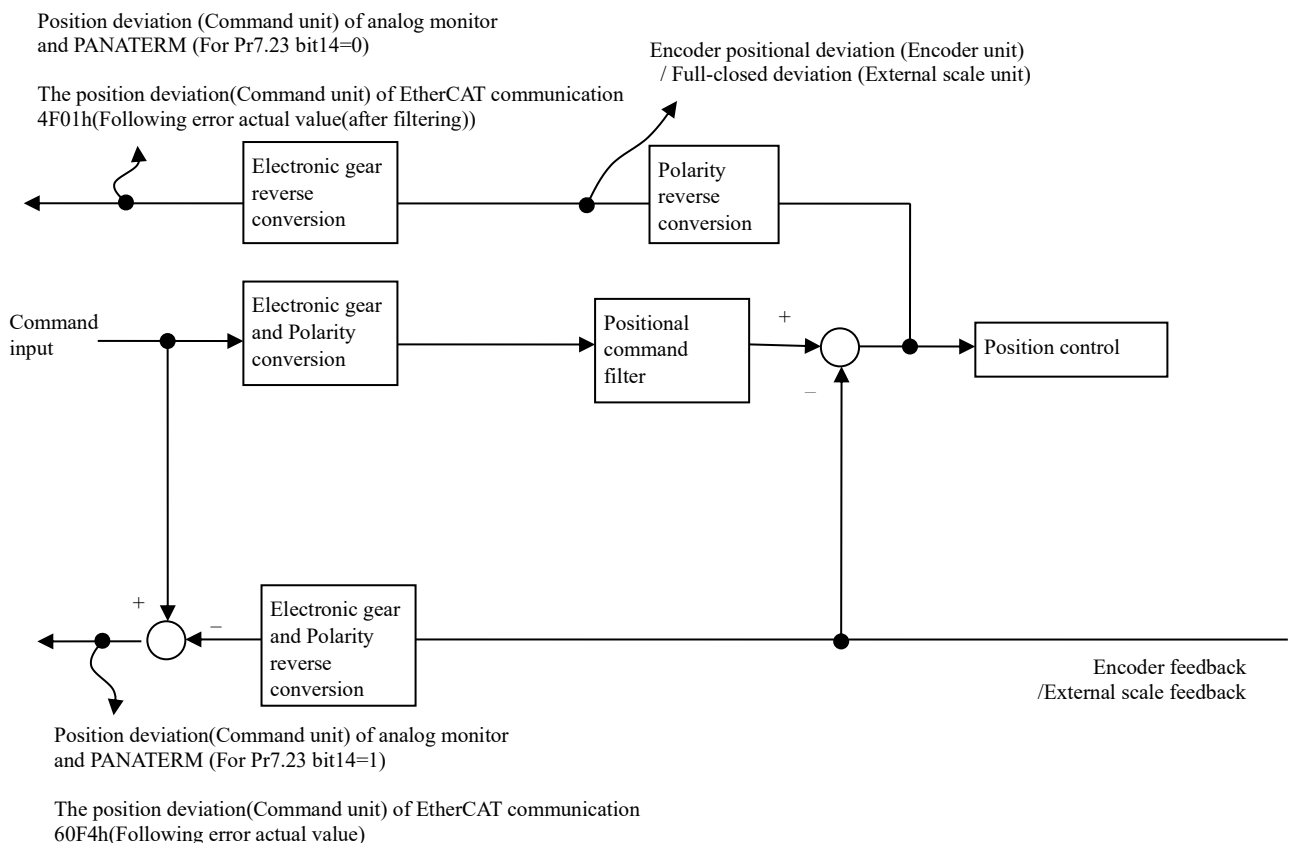 Position deviation (Command unit) of analog monitor
and PANATERM (For Pr7.23 bit14=0)
The position deviation(Command unit) of EtherCAT communication
4F01h(Following error actual value(after filtering))
Encoder positional deviation (Encoder unit)
/ Full-closed deviation (External scale unit)
Electronic gear
reverse
conversion
Polarity
reverse
conversion
Command
input
Electronic gear
and Polarity
conversion
Positional
command
filter
+
−
Position control
+
−
Electronic gear
and Polarity
reverse
conversion
Encoder feedback
/External scale feedback
Position deviation(Command unit) of analog monitor
and PANATERM (For Pr7.23 bit14=1)
The position deviation(Command unit) of EtherCAT communication
60F4h(Following error actual value)